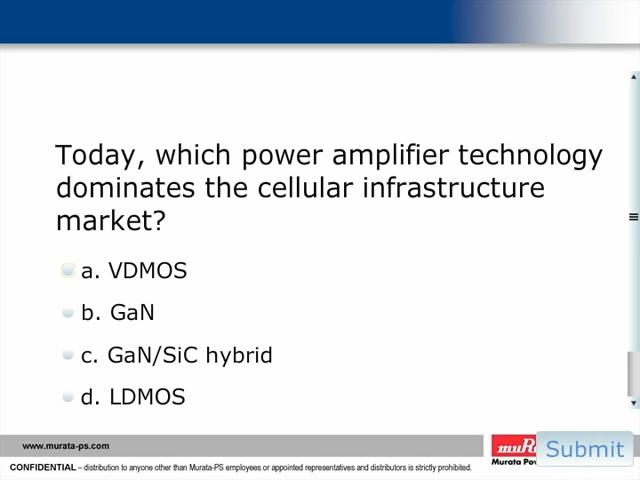 Today, which power amplifier technology
dominates the cellular infrastructure
market?
a. VDMOS
b. GaN
c. GaN/SiC hybrid
d. LDMOS
www.murata-ps.com
Submit
Murata
CONFIDENTIAL – distribution to anyone other than Murata-PS employees or appointed representatives and distributors is strictly prohibited.